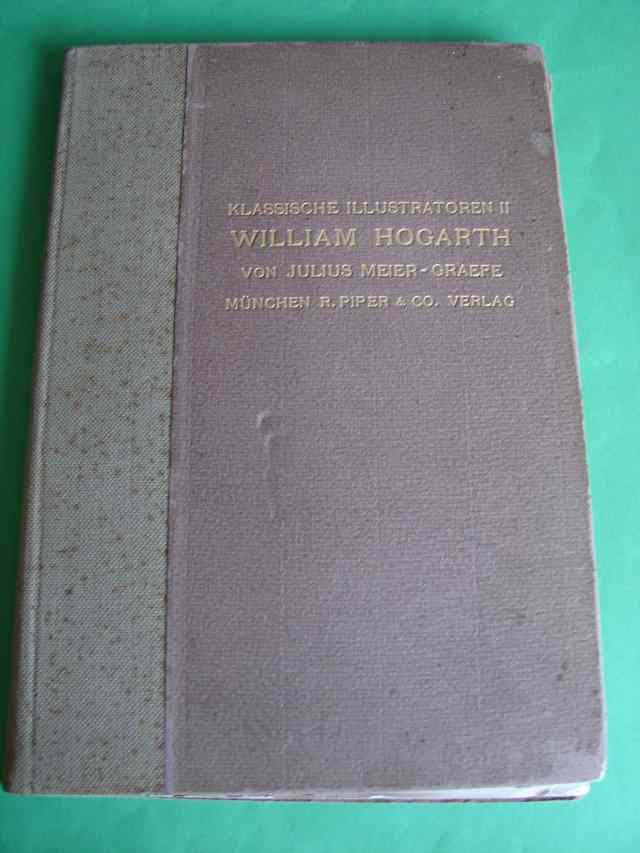 KLASSISCHE ILLUSTRATOREN II
WILLIAM HOGARTH
VON JULIUS MEIER-GRAEFE
MÜNCHEN R. PIPER & CO. VERLAG